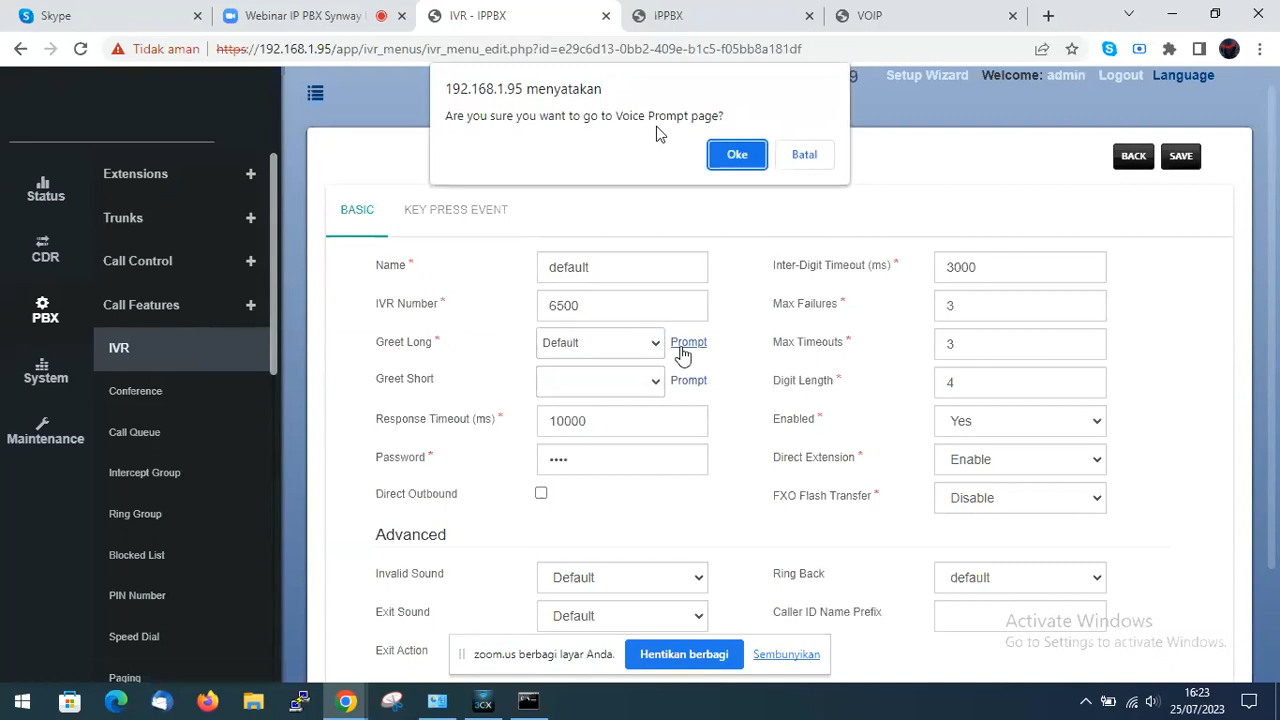 Skype
Webinar IP PBX Synway
IVR - IPPBX
iPPBX
VOIP
Tidak aman
https://192.168.1.95/app/ivr_menus/ivr_menu_edit.php?id=e29c6d13-0bb2-409e-b1c5-f05bb8a181df
9
Setup Wizard
Welcome: admin
Logout
Language
192.168.1.95 menyatakan
Are you sure you want to go to Voice Prompt page?
Oke
Batal
BACK
SAVE
Status
CDR
PBX
System
Maintenance
Extensions +
Trunks +
Call Control +
Call Features +
IVR
Conference
Call Queue
Intercept Group
Ring Group
Blocked List
PIN Number
Speed Dial
Paging
BASIC
KEY PRESS EVENT
Name * default
IVR Number * 6500
Greet Long * Default Prompt
Greet Short Prompt
Response Timeout (ms) * 10000
Password * ••••
Direct Outbound
Inter-Digit Timeout (ms) * 3000
Max Failures * 3
Max Timeouts * 3
Digit Length * 4
Enabled * Yes
Direct Extension * Enable
FXO Flash Transfer * Disable
Advanced
Invalid Sound Default
Exit Sound Default
Exit Action
Ring Back default
Caller ID Name Prefix
Activate Windows
Go to Settings to activate Windows.
zoom.us berbagi layar Anda.
Hentikan berbagi
Sembunyikan
3CX
16:23
25/07/2023